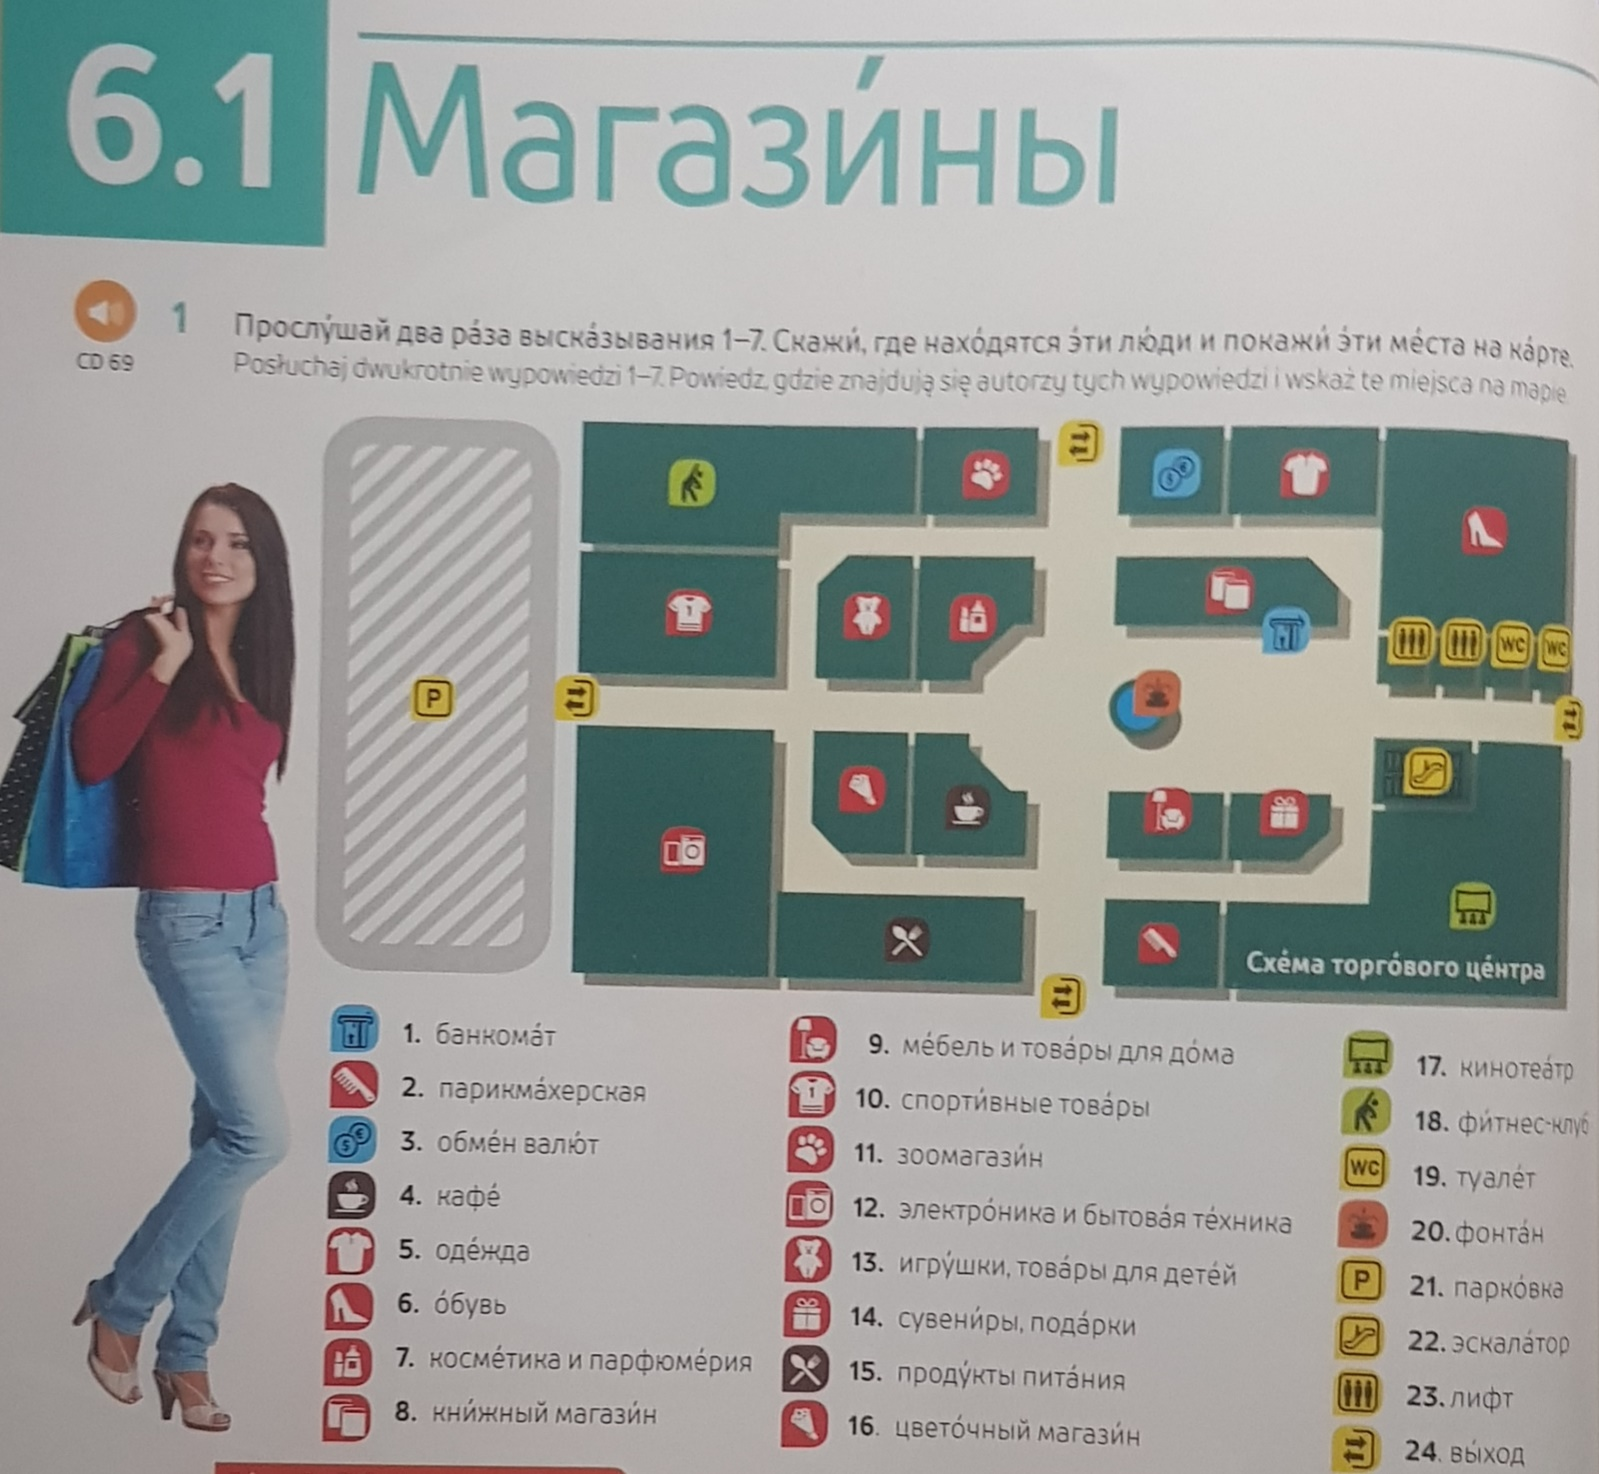 6.1 Магази́ны
1 Прослу́шай два ра́за выска́зывания 1–7. Скажи́, где нахо́дятся э́ти лю́ди и покажи́ э́ти ме́ста на ка́рте.
CD 69
Posłuchaj dwukrotnie wypowiedzi 1–7. Powiedz, gdzie znajdują się autorzy tych wypowiedzi i wskaż te miejsca na mapie
P
1
WC
WC
Схе́ма торго́вого це́нтра
1. банкома́т
2. парикма́херская
3. обме́н валю́т
4. кафе́
5. оде́жда
6. о́бувь
7. косме́тика и парфюме́рия
8. кни́жный магази́н
9. ме́бель и това́ры для до́ма
10. спорти́вные това́ры
11. зоомагази́н
12. электро́ника и бытова́я те́хника
13. игру́шки, това́ры для дете́й
14. сувени́ры, пода́рки
15. проду́кты пита́ния
16. цвето́чный магази́н
17. кинотеа́тр
18. фи́тнес-клуб
WC 19. туале́т
20. фонта́н
P 21. парко́вка
22. эскала́тор
23. лифт
24. вы́ход